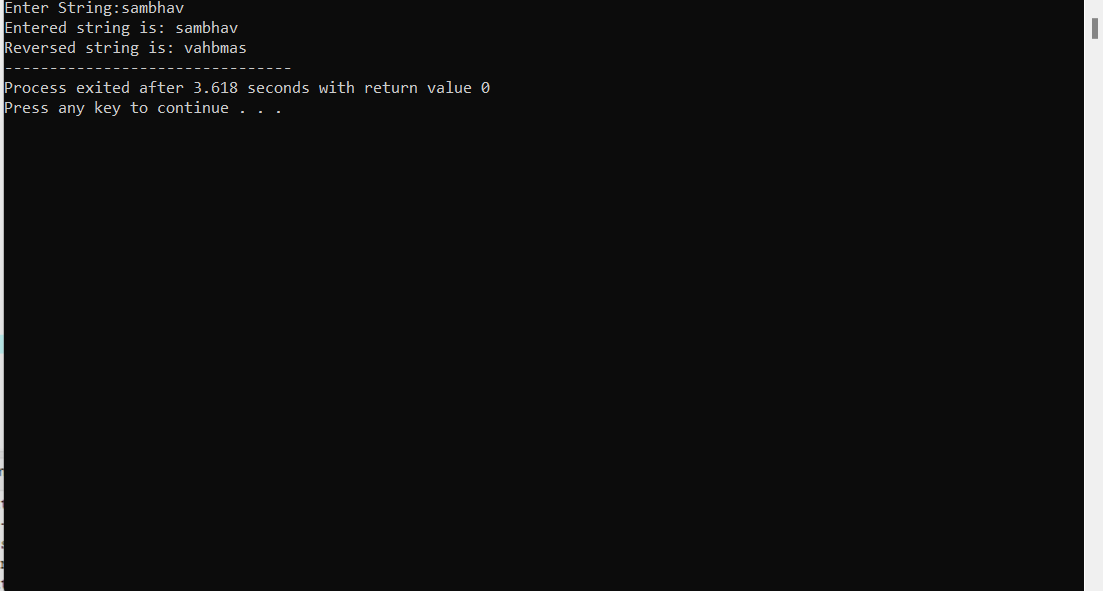 Enter String:sambhav
Entered string is: sambhav
Reversed string is: vahbmas
--------------------------------
Process exited after 3.618 seconds with return value 0
Press any key to continue . . .